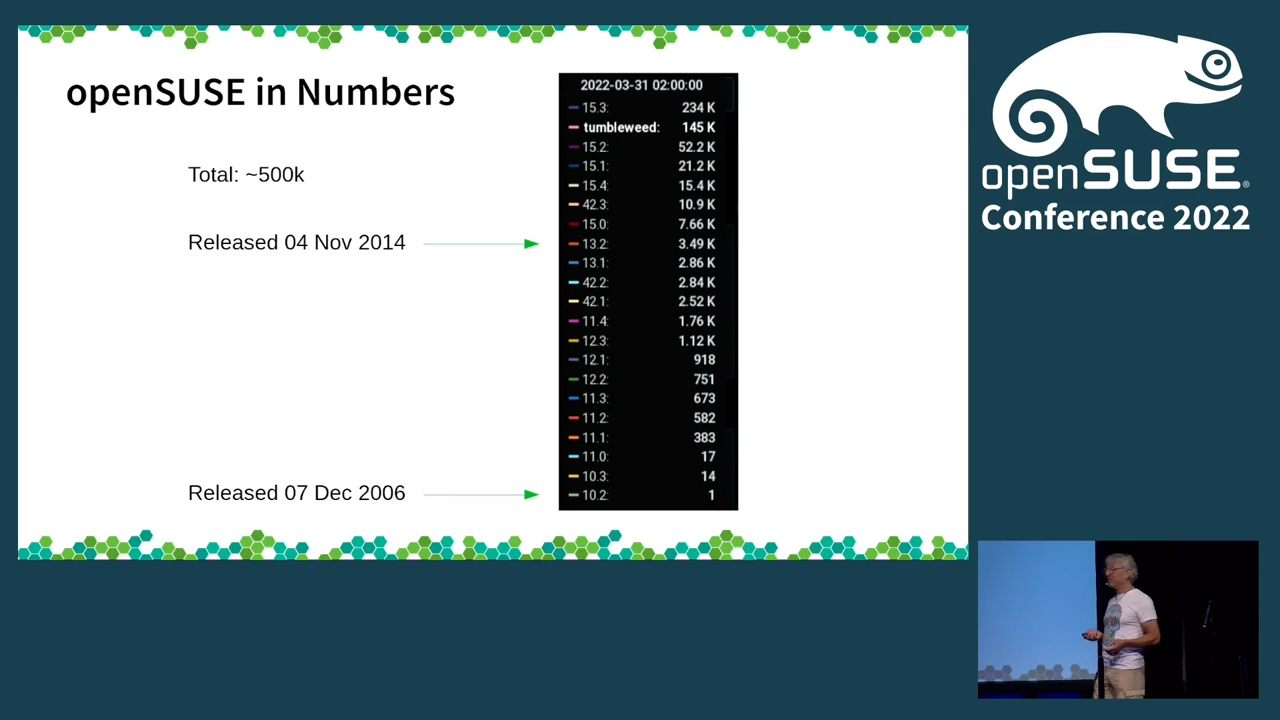 openSUSE in Numbers
Total: ~500k
Released 04 Nov 2014
Released 07 Dec 2006
2022-03-31 02:00:00
15.3: 234 K
tumbleweed: 145 K
15.2: 52.2 K
15.1: 21.2 K
15.4: 15.4 K
42.3: 10.9 K
15.0: 7.66 K
13.2: 3.49 K
13.1: 2.86 K
42.2: 2.84 K
42.1: 2.52 K
11.4: 1.76 K
12.3: 1.12 K
12.1: 918
12.2: 751
11.3: 673
11.2: 582
11.1: 383
11.0: 17
10.3: 14
10.2: 1
openSUSE®
Conference 2022